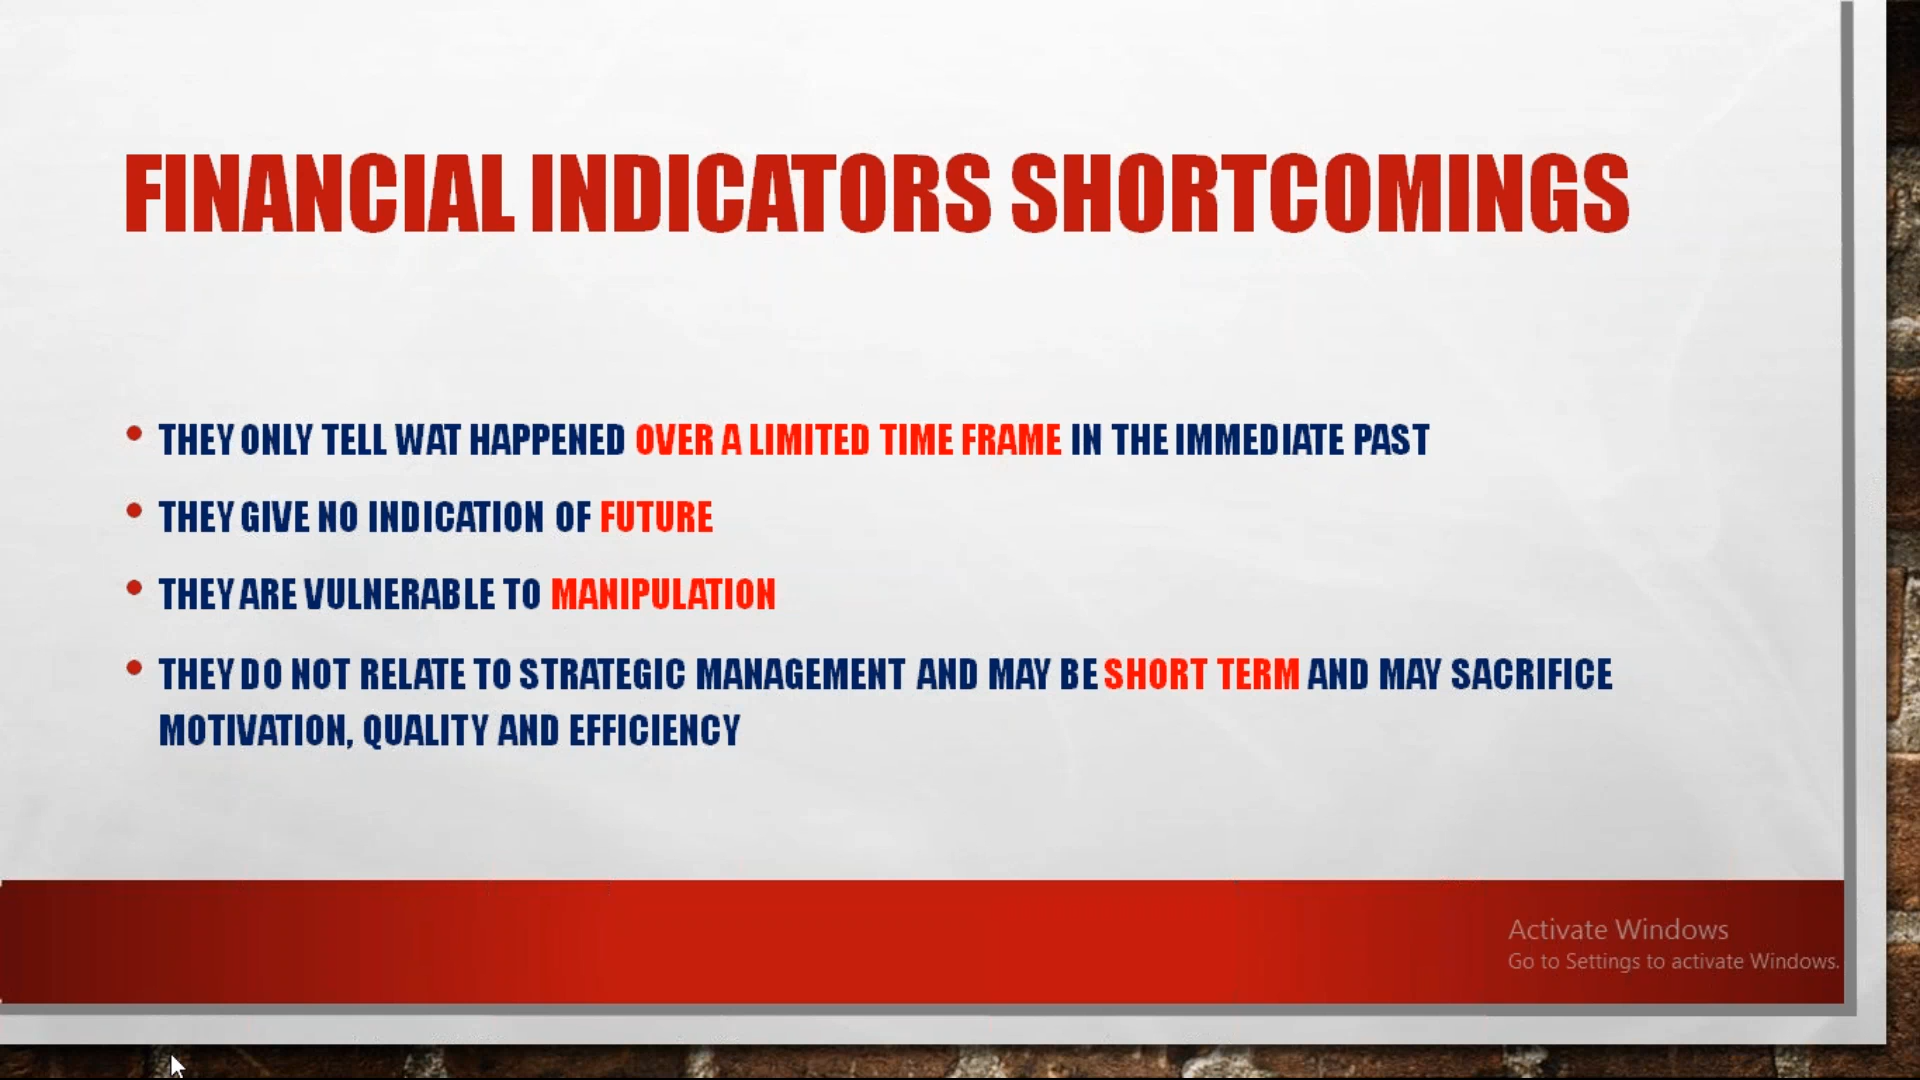 FINANCIAL INDICATORS SHORTCOMINGS
• THEY ONLY TELL WAT HAPPENED OVER A LIMITED TIME FRAME IN THE IMMEDIATE PAST
• THEY GIVE NO INDICATION OF FUTURE
• THEY ARE VULNERABLE TO MANIPULATION
• THEY DO NOT RELATE TO STRATEGIC MANAGEMENT AND MAY BE SHORT TERM AND MAY SACRIFICE
MOTIVATION, QUALITY AND EFFICIENCY
Activate Windows
Go to Settings to activate Windows.